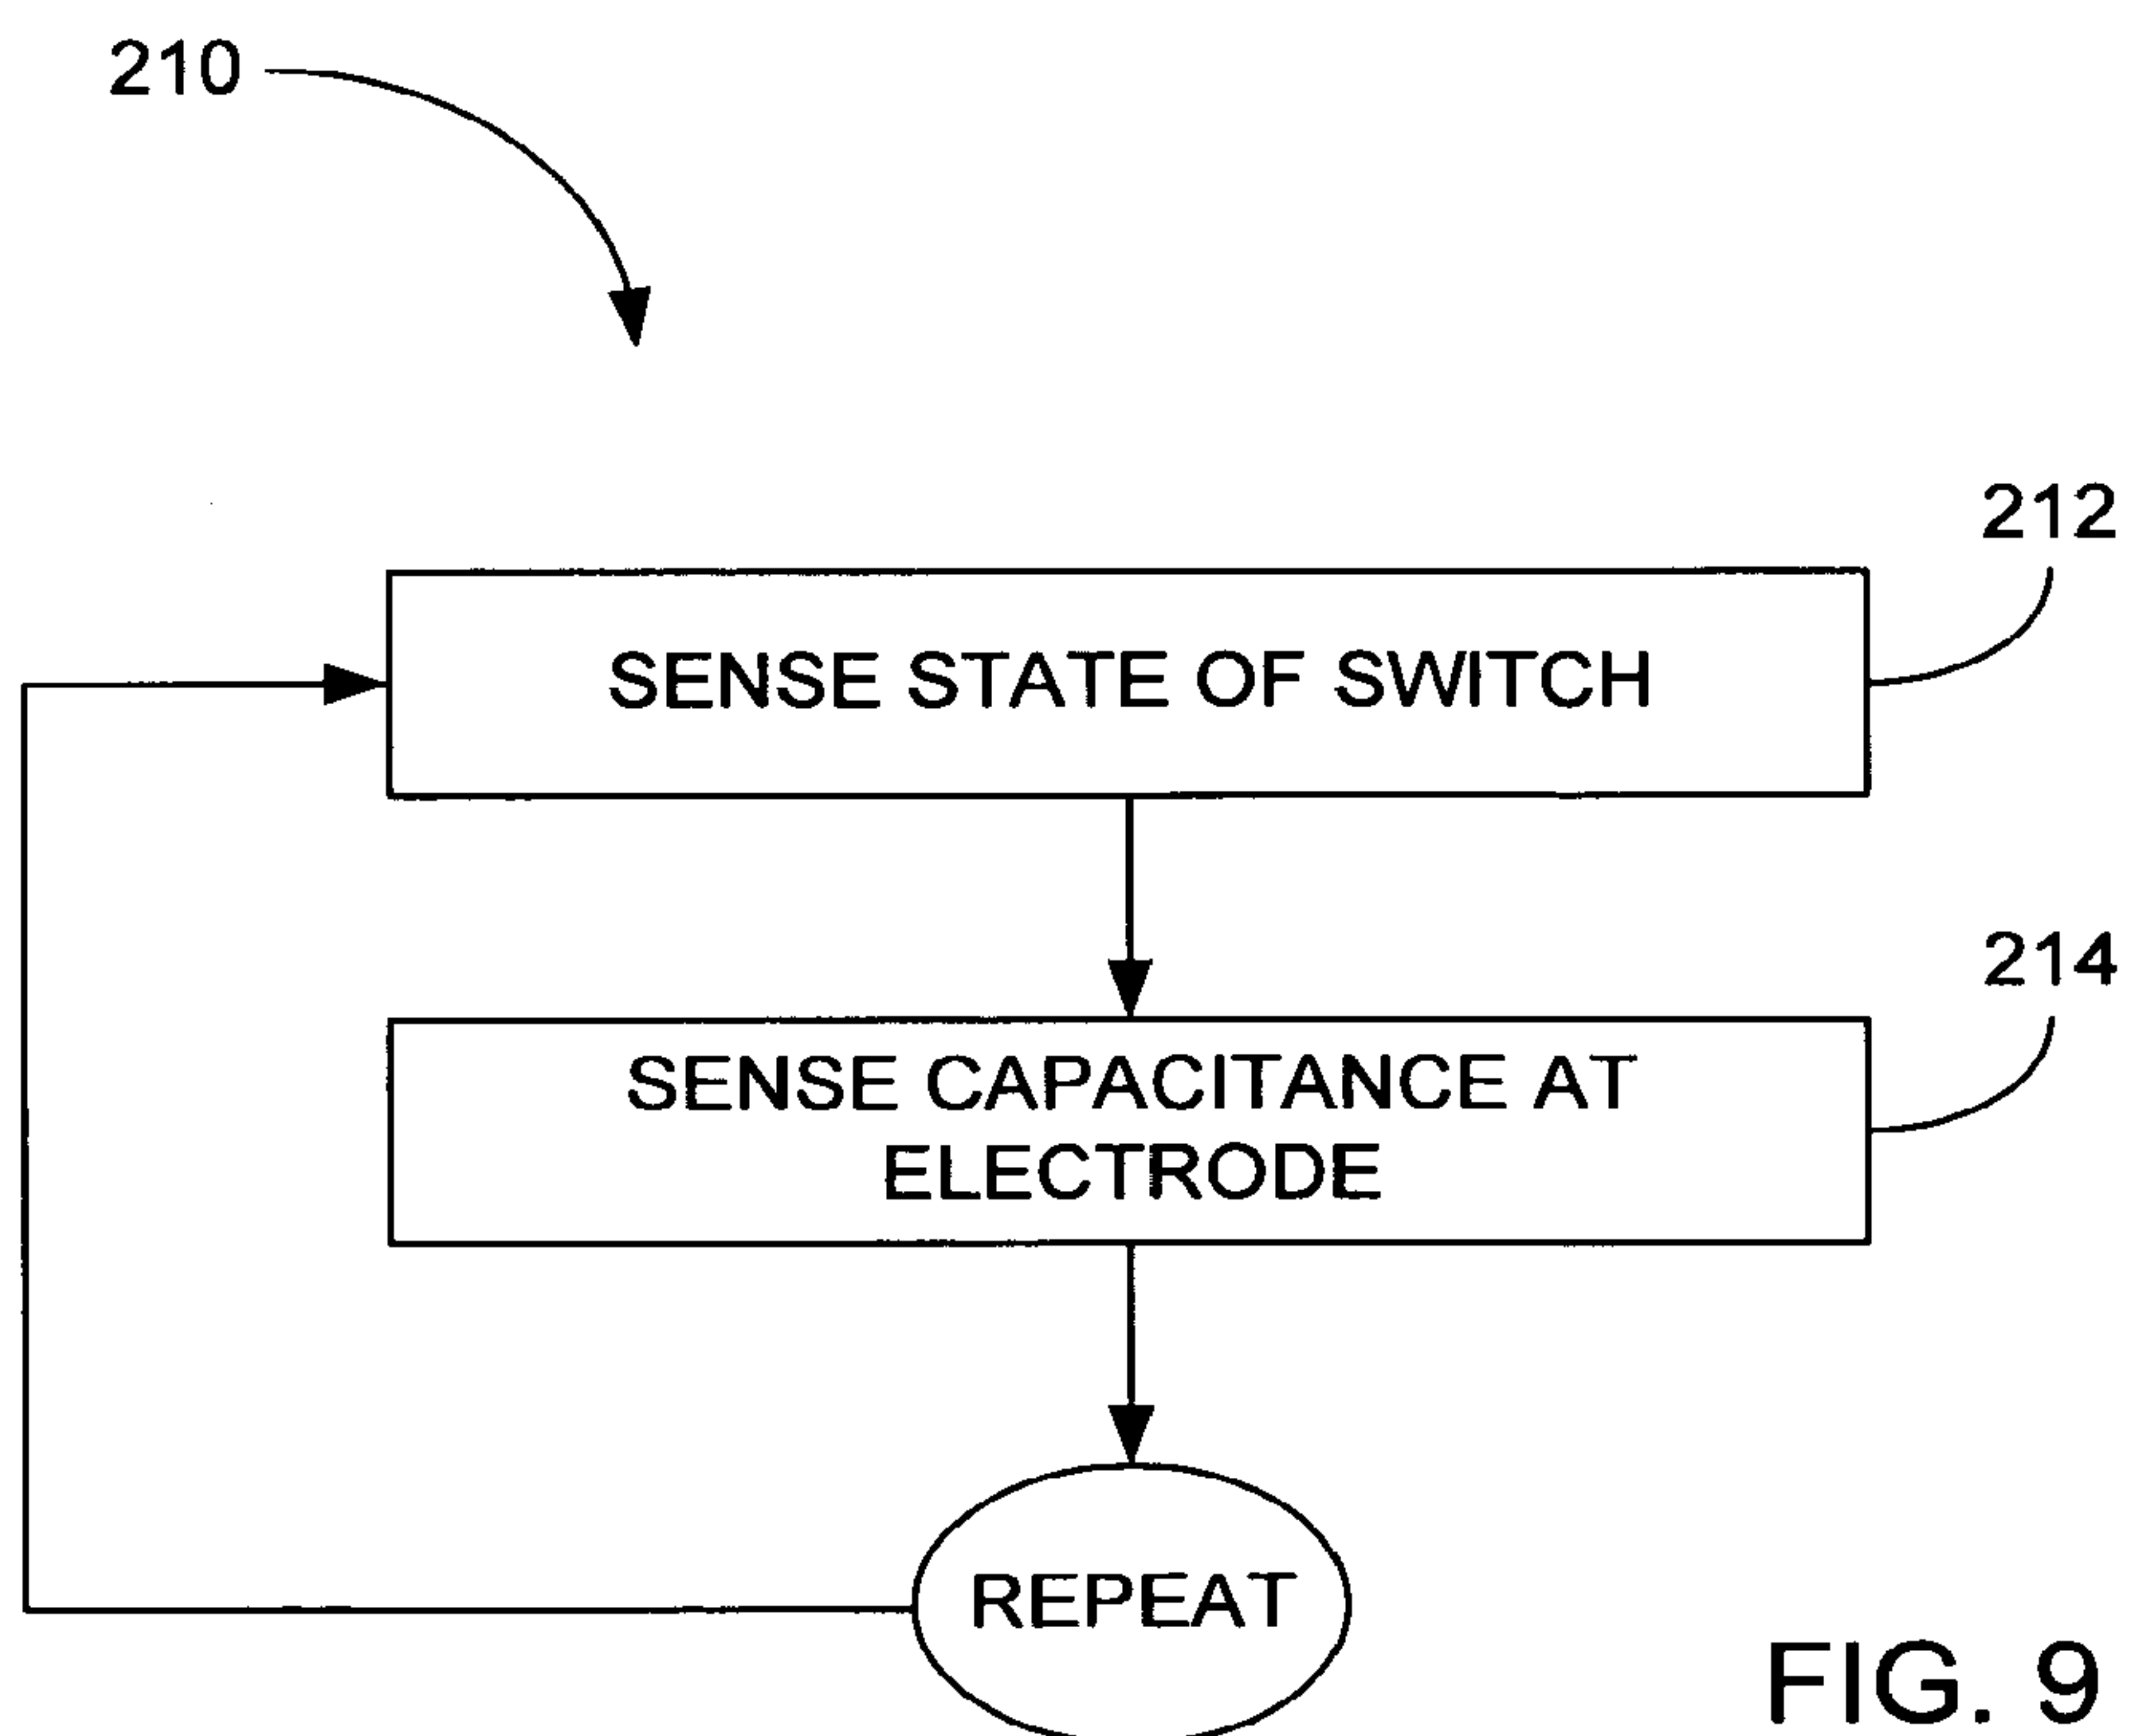 210
212
SENSE STATE OF SWITCH
214
SENSE CAPACITANCE AT
ELECTRODE
REPEAT
FIG. 9